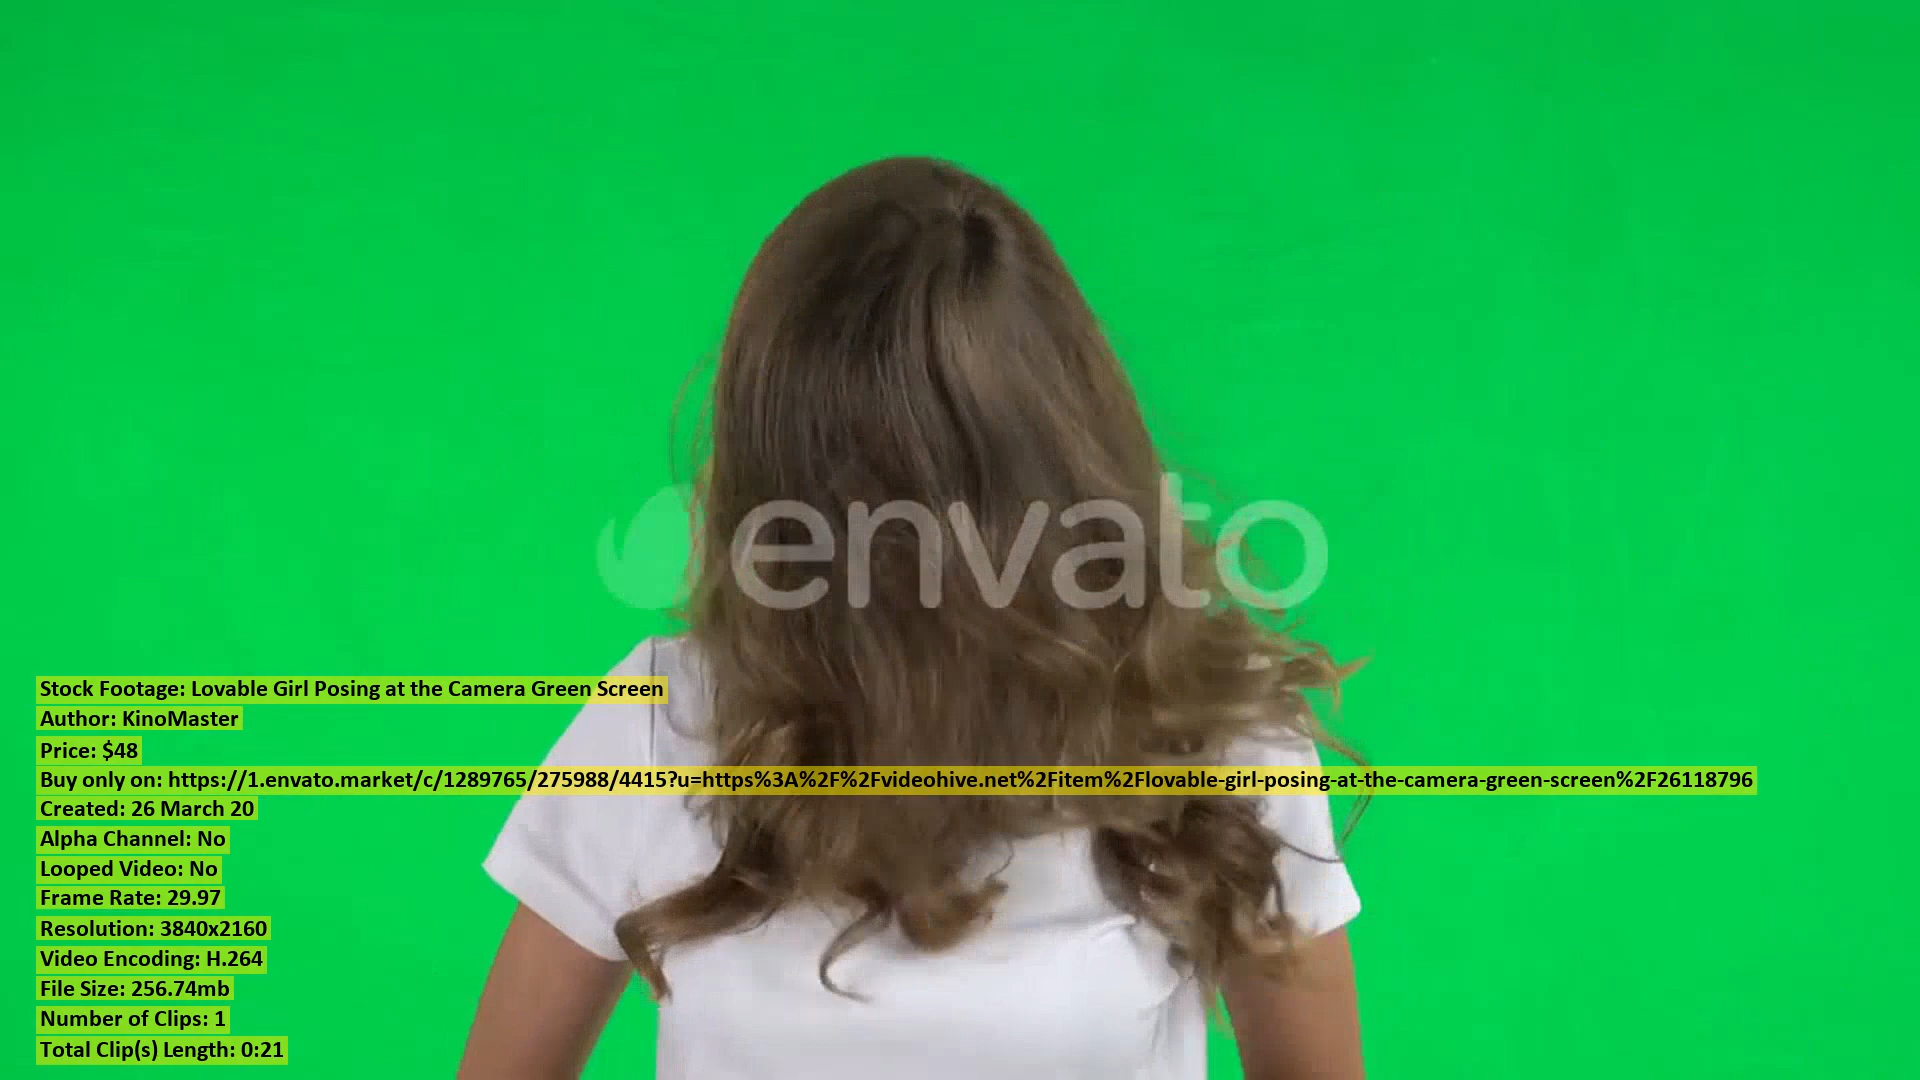 envato
Stock Footage: Lovable Girl Posing at the Camera Green Screen
Author: KinoMaster
Price: $48
Buy only on: https://1.envato.market/c/1289765/275988/4415?u=https%3A%2F%2Fvideohive.net%2Fitem%2Flovable-girl-posing-at-the-camera-green-screen%2F26118796
Created: 26 March 20
Alpha Channel: No
Looped Video: No
Frame Rate: 29.97
Resolution: 3840x2160
Video Encoding: H.264
File Size: 256.74mb
Number of Clips: 1
Total Clip(s) Length: 0:21